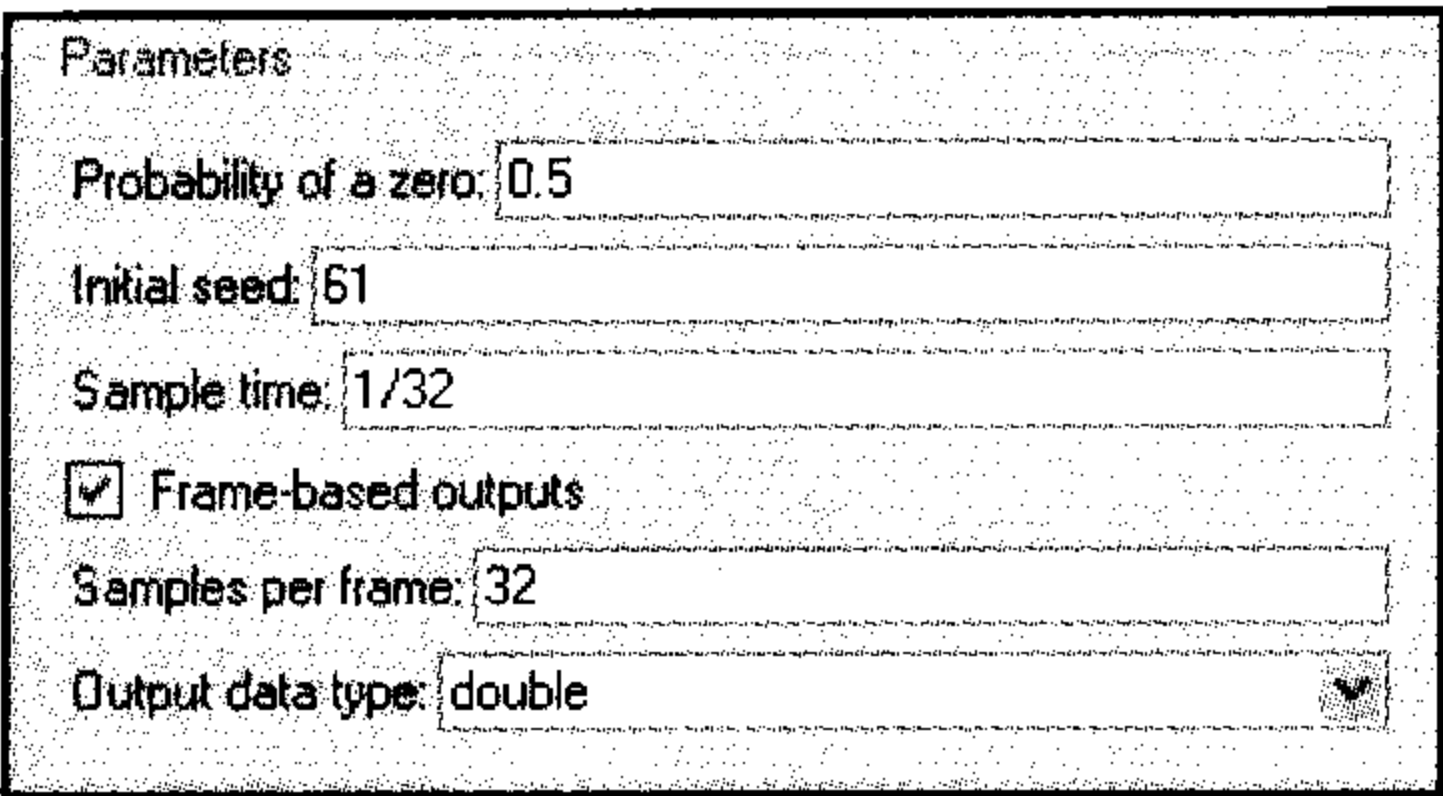 Parameters
Probability of a zero: 0.5
Initial seed: 61
Sample time: 1/32
Frame-based outputs
Samples per frame: 32
Output data type: double